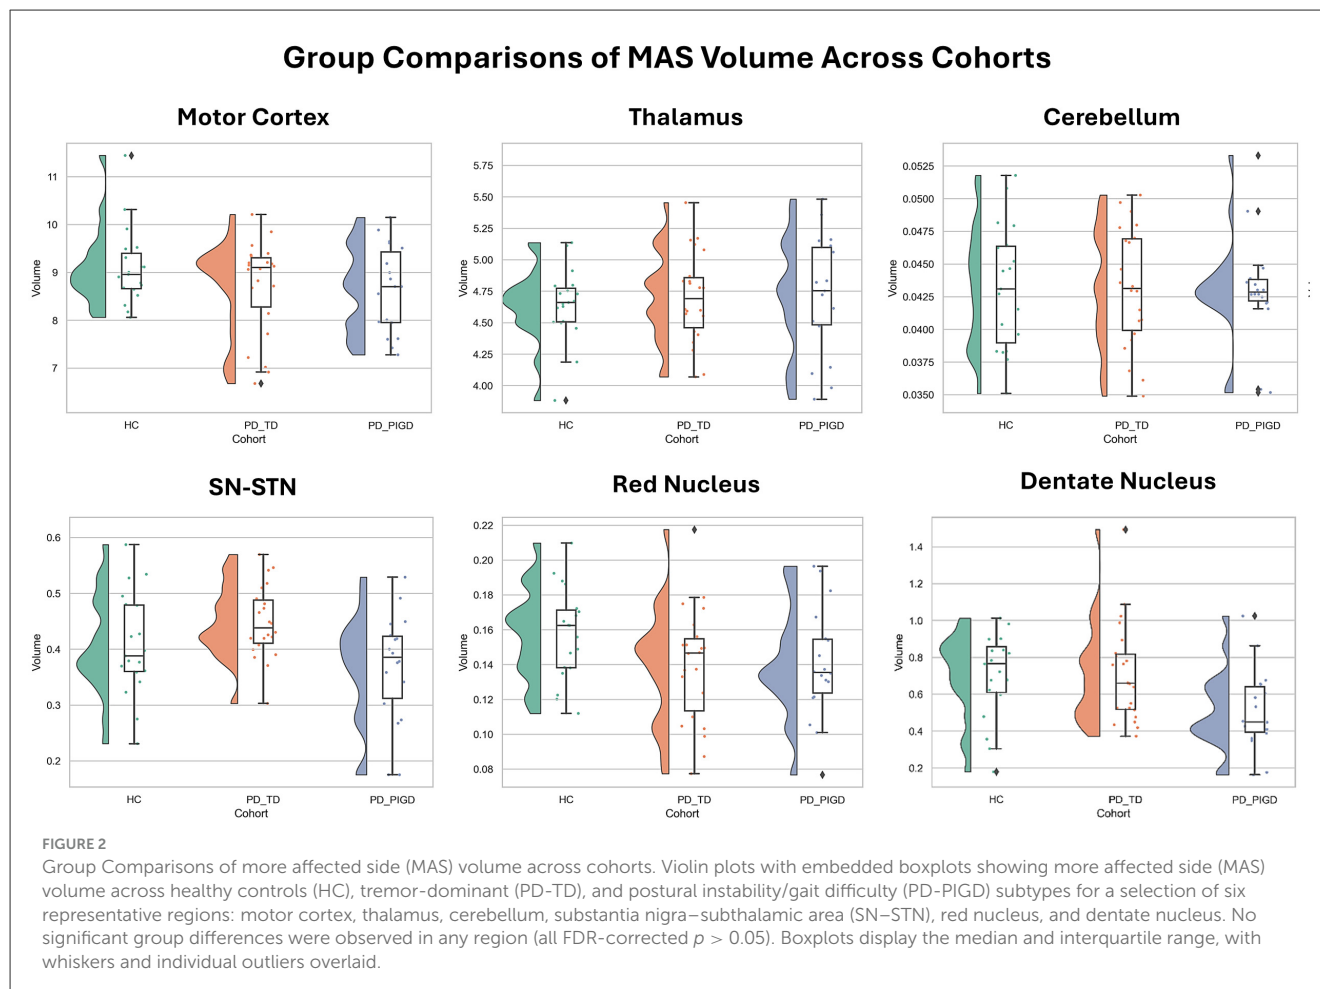 Group Comparisons of MAS Volume Across Cohorts
Motor Cortex
Thalamus
Cerebellum
Volume
11
10
9
8
7
HC
PD_TD
PD_PIGD
Cohort
Volume
5.75
5.50
5.25
5.00
4.75
4.50
4.25
4.00
HC
PD_TD
PD_PIGD
Cohort
Volume
0.0525
0.0500
0.0475
0.0450
0.0425
0.0400
0.0375
0.0350
HC
PD_TD
PD_PIGD
Cohort
...
SN-STN
Red Nucleus
Dentate Nucleus
Volume
0.6
0.5
0.4
0.3
0.2
HC
PD_TD
PD_PIGD
Cohort
Volume
0.22
0.20
0.18
0.16
0.14
0.12
0.10
0.08
HC
PD_TD
PD_PIGD
Cohort
Volume
1.4
1.2
1.0
0.8
0.6
0.4
0.2
HC
PD_TD
PD_PIGD
Cohort
FIGURE 2
Group Comparisons of more affected side (MAS) volume across cohorts. Violin plots with embedded boxplots showing more affected side (MAS)
volume across healthy controls (HC), tremor-dominant (PD-TD), and postural instability/gait difficulty (PD-PIGD) subtypes for a selection of six
representative regions: motor cortex, thalamus, cerebellum, substantia nigra–subthalamic area (SN–STN), red nucleus, and dentate nucleus. No
significant group differences were observed in any region (all FDR-corrected p > 0.05). Boxplots display the median and interquartile range, with
whiskers and individual outliers overlaid.